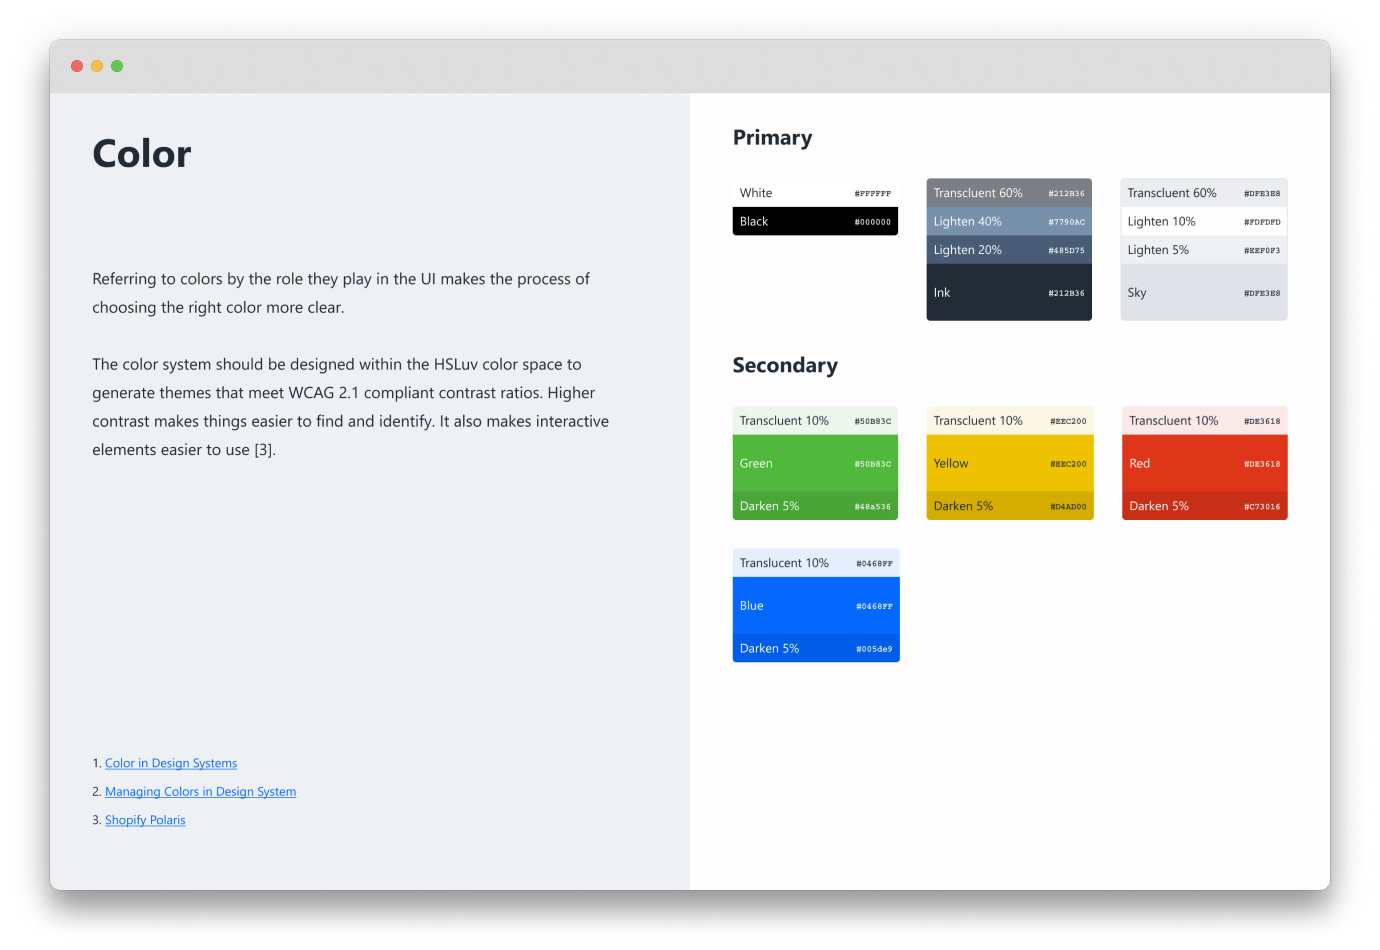 Color
Referring to colors by the role they play in the UI makes the process of
choosing the right color more clear.
The color system should be designed within the HSLuv color space to
generate themes that meet WCAG 2.1 compliant contrast ratios. Higher
contrast makes things easier to find and identify. It also makes interactive
elements easier to use [3].
1. Color in Design Systems
2. Managing Colors in Design System
3. Shopify Polaris
Primary
White #FFFFFF
Black #000000
Transcluent 60% #212B36
Lighten 40% #7790AC
Lighten 20% #485D75
Ink #212B36
Transcluent 60% #DFE3E8
Lighten 10% #FDFDFD
Lighten 5% #EEF0F3
Sky #DFE3E8
Secondary
Transcluent 10% #50B83C
Green #50B83C
Darken 5% #48a536
Transcluent 10% #EEC200
Yellow #EEC200
Darken 5% #D4AD00
Transcluent 10% #DE3618
Red #DE3618
Darken 5% #C73016
Translucent 10% #0468FF
Blue #0468FF
Darken 5% #005de9